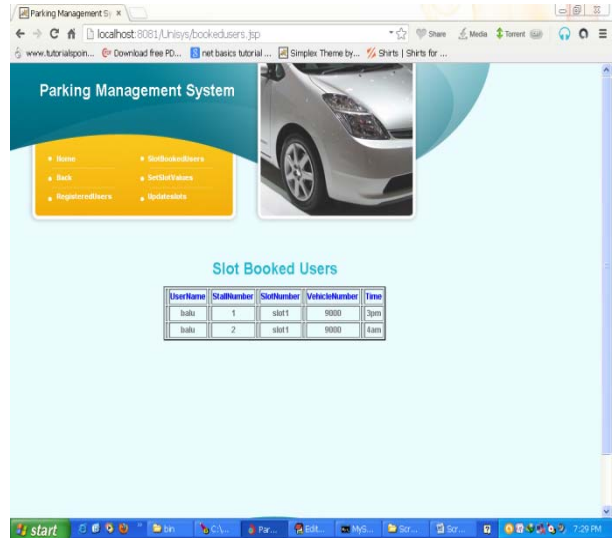 Parking Management Sy
localhost:8081/Unisys/bookedusers.jsp
Share
Media
Torrent
www.tutorialspoin...
Download free PD...
net basics tutorial ...
Simplex Theme by...
Shirts | Shirts for ...
Parking Management System
Home
SlotBookedUsers
Back
SetSlotValues
RegisteredUsers
Updateslots
Slot Booked Users
UserName StallNumber SlotNumber VehicleNumber Time
balu 1 slot1 9000 3pm
balu 2 slot1 9000 4am
start
bin
C:\...
Par...
Edit...
MyS...
Scr...
Scr...
7:29 PM